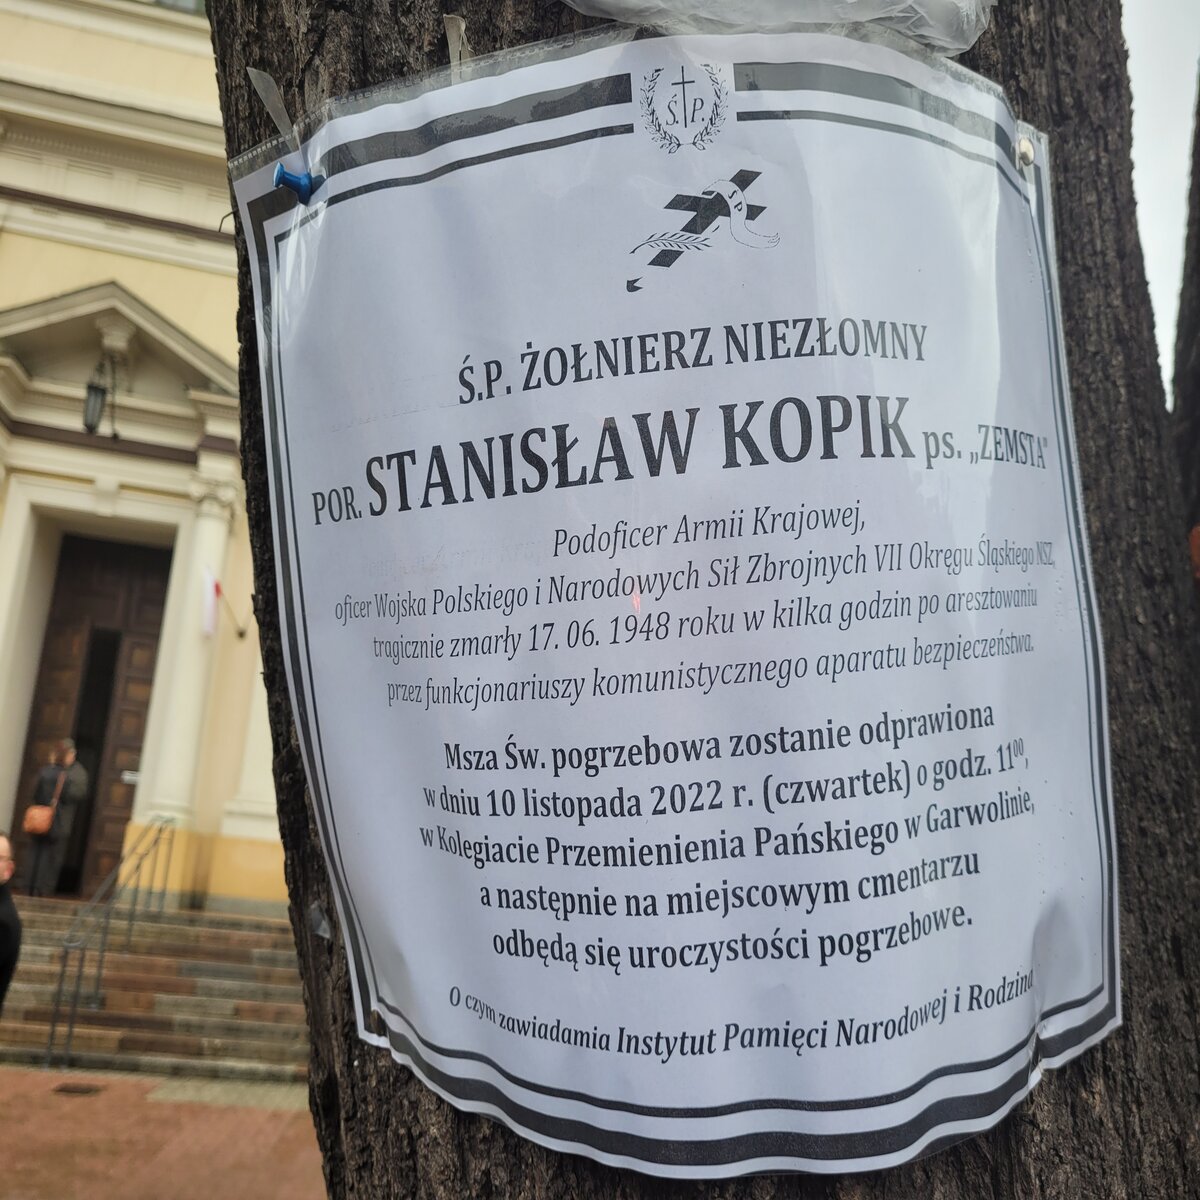 Ś. P.
S P
Ś.P. ŻOŁNIERZ NIEZŁOMNY
POR. STANISŁAW KOPIK ps. „ZEMSTA"
Podoficer Armii Krajowej,
oficer Wojska Polskiego i Narodowych Sił Zbrojnych VII Okręgu Śląskiego NSZ,
tragicznie zmarły 17. 06. 1948 roku w kilka godzin po aresztowaniu
przez funkcjonariuszy komunistycznego aparatu bezpieczeństwa.
Msza Św. pogrzebowa zostanie odprawiona
w dniu 10 listopada 2022 r. (czwartek) o godz. 11⁰⁰,
w Kolegiacie Przemienienia Pańskiego w Garwolinie,
a następnie na miejscowym cmentarzu
odbędą się uroczystości pogrzebowe.
O czym zawiadamia Instytut Pamięci Narodowej i Rodzina